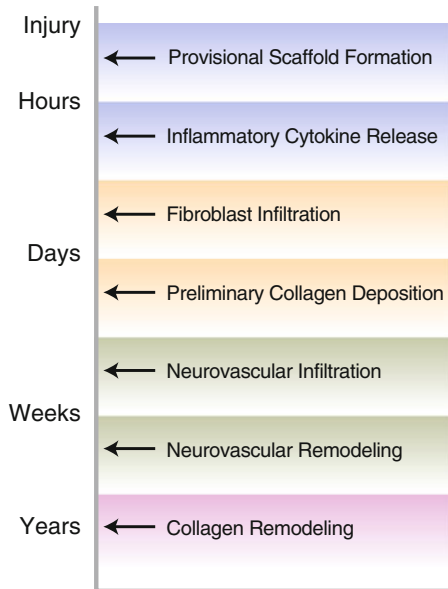 Injury
Provisional Scaffold Formation
Hours
Inflammatory Cytokine Release
Fibroblast Infiltration
Days
Preliminary Collagen Deposition
Neurovascular Infiltration
Weeks
Neurovascular Remodeling
Years
Collagen Remodeling